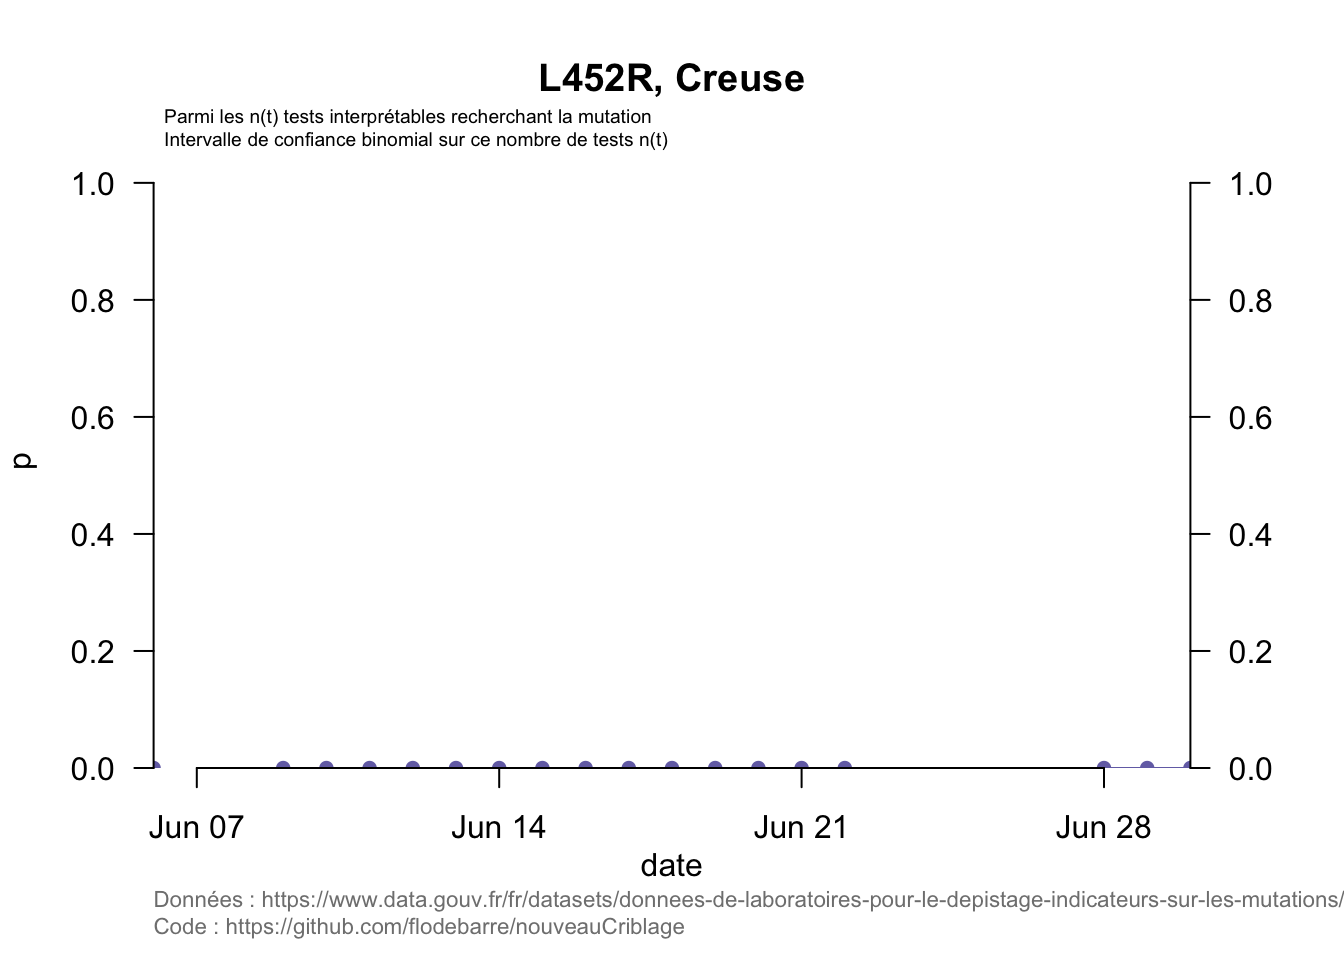 L452R, Creuse
Parmi les n(t) tests interprétables recherchant la mutation
Intervalle de confiance binomial sur ce nombre de tests n(t)
1.0 1.0
0.8 0.8
0.6 0.6
p
0.4 0.4
0.2 0.2
0.0 0.0
Jun 07 Jun 14 Jun 21 Jun 28
date
Données : https://www.data.gouv.fr/fr/datasets/donnees-de-laboratoires-pour-le-depistage-indicateurs-sur-les-mutations/
Code : https://github.com/flodebarre/nouveauCriblage